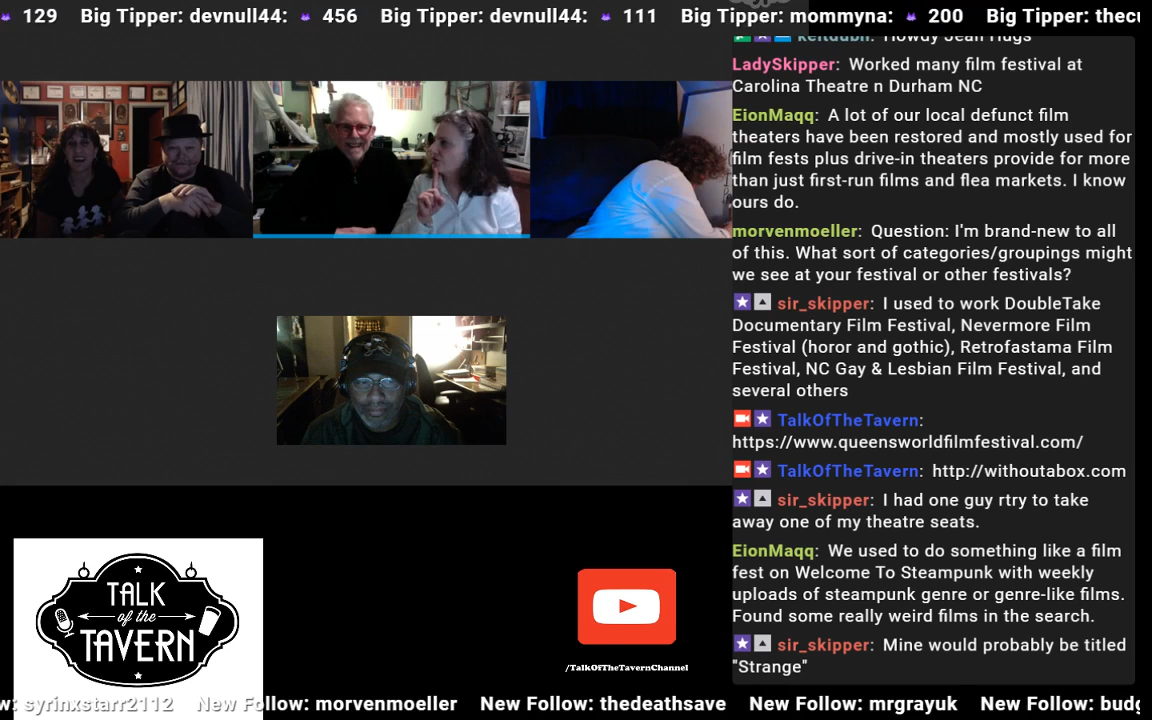 129 Big Tipper: devnull44: 456 Big Tipper: devnull44: 111 Big Tipper: mommyna: 200 Big Tipper:
keltdubh: Howdy Jean Hugs
LadySkipper: Worked many film festival at
Carolina Theatre n Durham NC
EionMaqq: A lot of our local defunct film
theaters have been restored and mostly used for
film fests plus drive-in theaters provide for more
than just first-run films and flea markets. I know
ours do.
morvenmoeller: Question: I'm brand-new to all
of this. What sort of categories/groupings might
we see at your festival or other festivals?
sir_skipper: I used to work DoubleTake
Documentary Film Festival, Nevermore Film
Festival (horor and gothic), Retrofastama Film
Festival, NC Gay & Lesbian Film Festival, and
several others
TalkOfTheTavern:
https://www.queensworldfilmfestival.com/
TalkOfTheTavern: http://withoutabox.com
sir_skipper: I had one guy rtry to take
away one of my theatre seats.
EionMaqq: We used to do something like a film
fest on Welcome To Steampunk with weekly
uploads of steampunk genre or genre-like films.
Found some really weird films in the search.
sir_skipper: Mine would probably be titled
"Strange"
TALK
of the
TAVERN
/TalkOfTheTavernChannel
syrinxstarr2112 New Follow: morvenmoeller New Follow: thedeathsave New Follow: mrgrayuk New Follow: